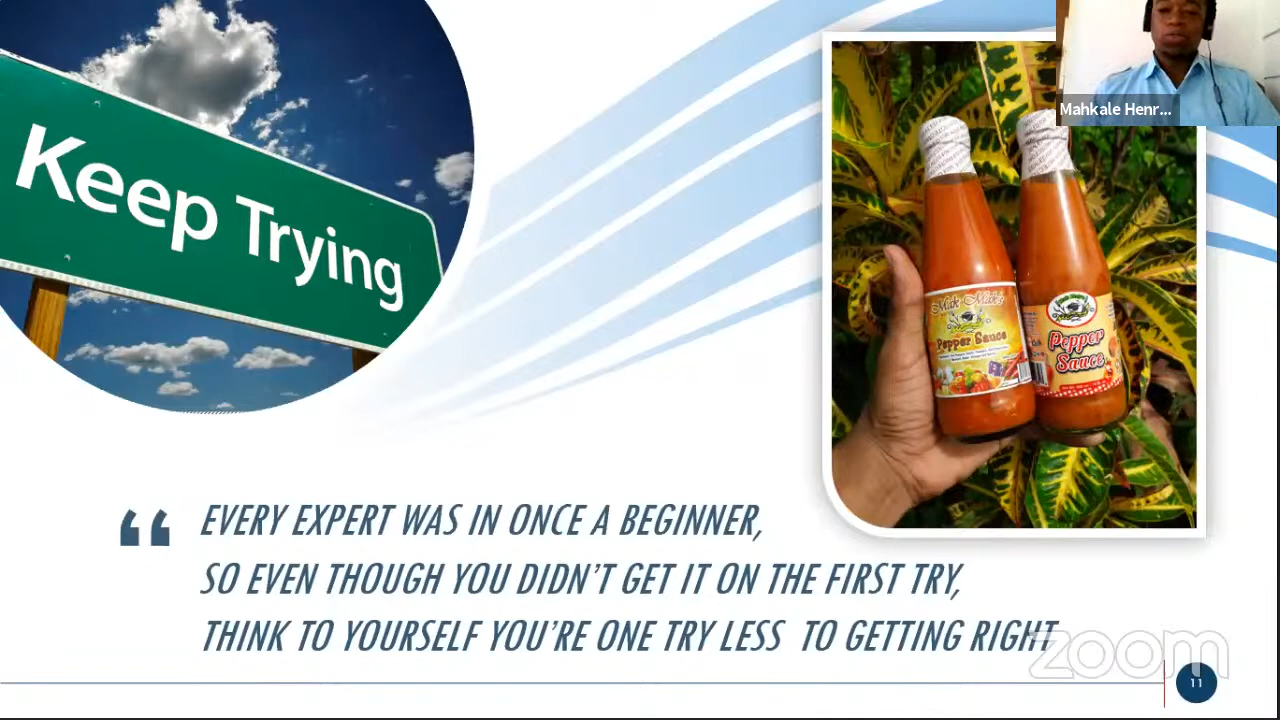 Keep Trying
Mahkale Henr...
Pepper Sauce
Pepper
Sauce
“
EVERY EXPERT WAS IN ONCE A BEGINNER,
SO EVEN THOUGH YOU DIDN’T GET IT ON THE FIRST TRY,
THINK TO YOURSELF YOU’RE ONE TRY LESS TO GETTING RIGHT
zoom
11